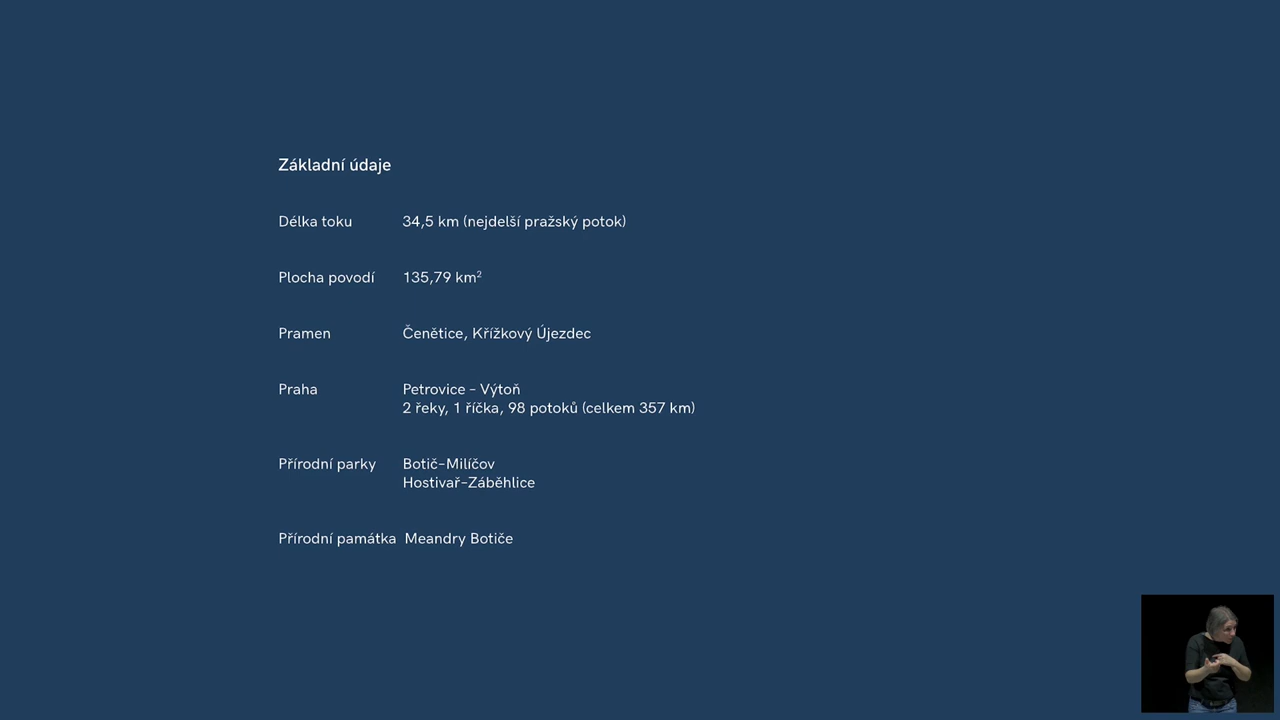 Základní údaje
Délka toku 34,5 km (nejdelší pražský potok)
Plocha povodí 135,79 km²
Pramen Čenětice, Křížkový Újezdec
Praha Petrovice – Výtoň
2 řeky, 1 říčka, 98 potoků (celkem 357 km)
Přírodní parky Botič–Milíčov
Hostivař–Záběhlice
Přírodní památka Meandry Botiče